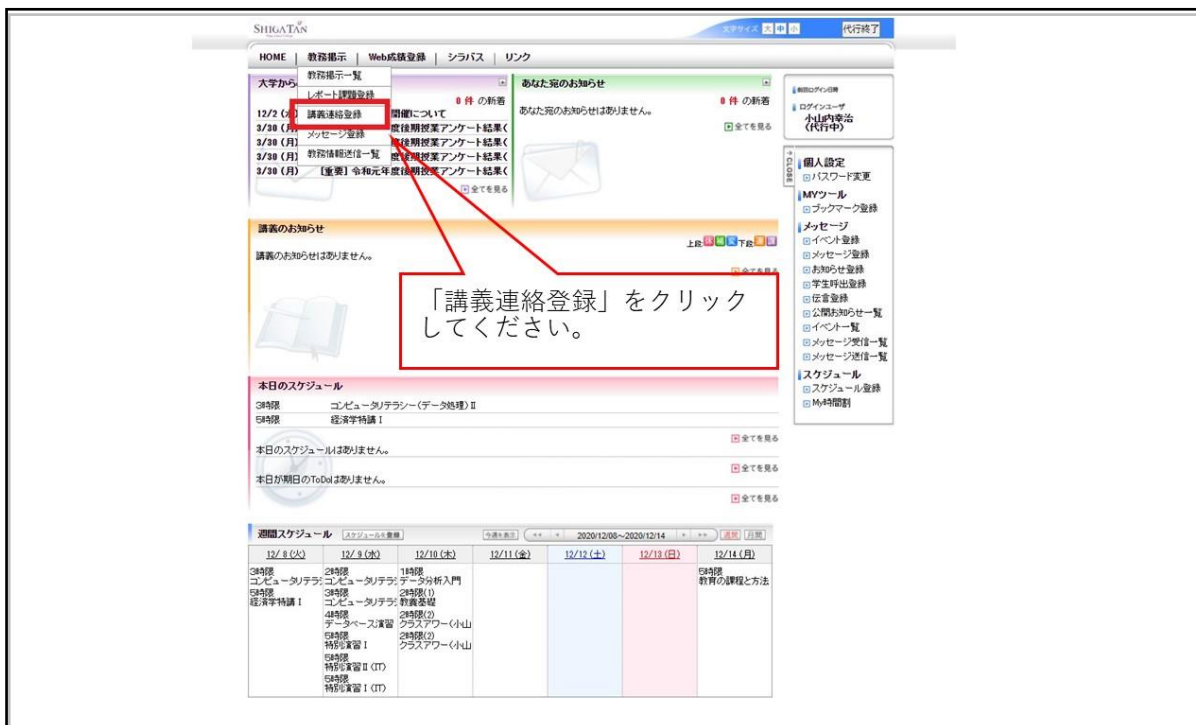 SHIGATAN
文字サイズ 大 中 小 代行終了
HOME | 教務掲示 | Web成績登録 | シラバス | リンク
教務掲示一覧
レポート課題登録
講義連絡登録
メッセージ登録
教務情報送信一覧
大学から
0 件 の新着
12/2 (水) 開催について
3/30 (月) 度後期授業アンケート結果(
3/30 (月) 度後期授業アンケート結果(
3/30 (月) 度後期授業アンケート結果(
3/30 (月) 【重要】令和元年度後期授業アンケート結果(
全てを見る
あなた宛のお知らせ
0 件 の新着
あなた宛のお知らせはありません。
全てを見る
前回ログイン日時
ログインユーザ
小山内幸治
(代行中)
CLOSE
個人設定
パスワード変更
MYツール
ブックマーク登録
メッセージ
イベント登録
メッセージ登録
お知らせ登録
学生呼出登録
伝言登録
公開お知らせ一覧
イベント一覧
メッセージ受信一覧
メッセージ送信一覧
スケジュール
スケジュール登録
My時間割
講義のお知らせ
上段: 下段:
講義のお知らせはありません。
全てを見る
「講義連絡登録」をクリック
してください。
本日のスケジュール
3時限 コンピュータリテラシー(データ処理)Ⅱ
5時限 経済学特講Ⅰ
全てを見る
本日のスケジュールはありません。
全てを見る
本日が期日のToDoはありません。
全てを見る
週間スケジュール スケジュールを登録 今週を表示 2020/12/08~2020/12/14 週間 月間
12/ 8 (火) 12/ 9 (水) 12/10 (木) 12/11 (金) 12/12 (土) 12/13 (日) 12/14 (月)
3時限
コンピュータリテラ
5時限
経済学特講Ⅰ
2時限
コンピュータリテラ
3時限
コンピュータリテラ
4時限
データベース演習
5時限
特別演習Ⅰ
5時限
特別演習Ⅱ (IT)
5時限
特別演習Ⅰ (IT)
1時限
データ分析入門
2時限(1)
教養基礎
2時限(2)
クラスアワー(小山
2時限(2)
クラスアワー(小山
5時限
教育の課程と方法